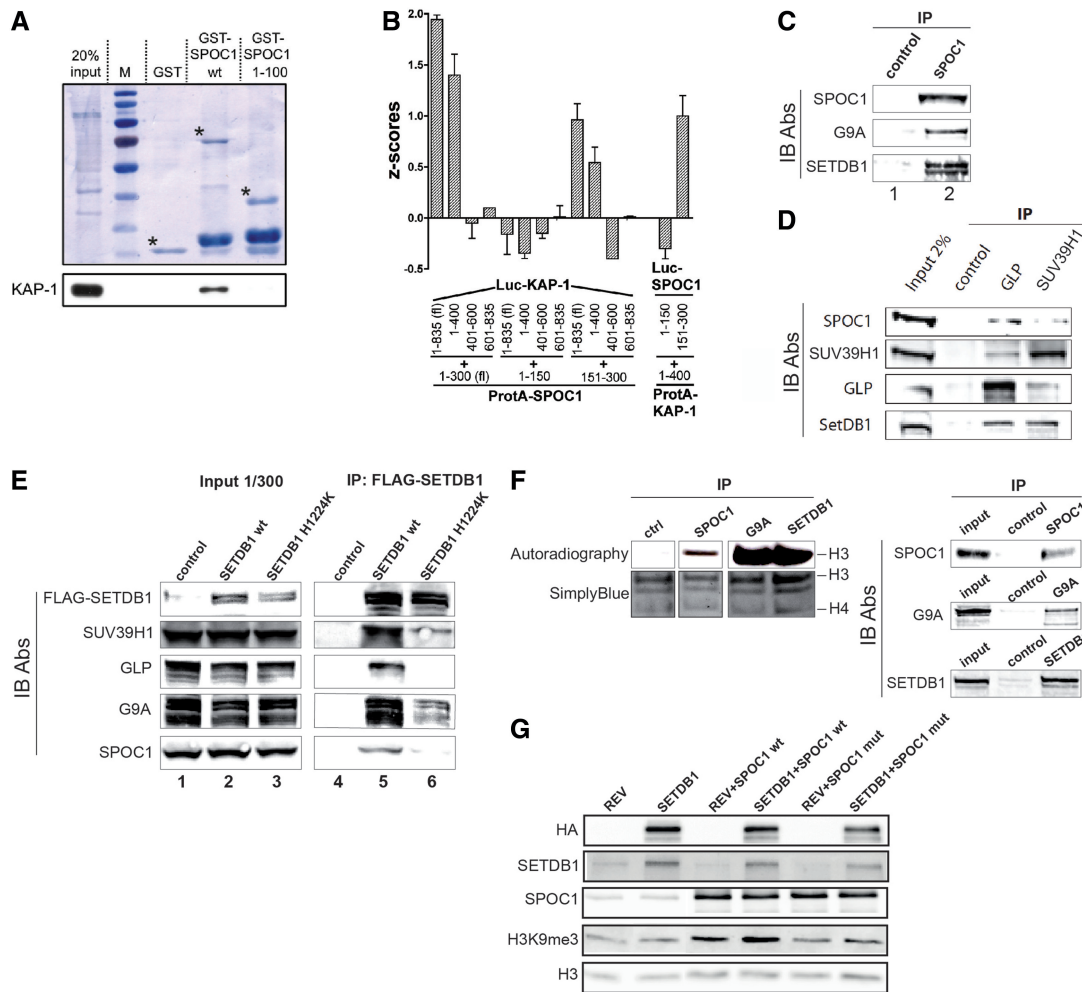 A
20% input
M
GST
GST-SPOC1 wt
GST-SPOC1 1-100
*
*
*
KAP-1
B
z-scores
2.0
1.5
1.0
0.5
0.0
-0.5
Luc-KAP-1
Luc-SPOC1
1-835 (fl)
1-400
401-600
601-835
1-835 (fl)
1-400
401-600
601-835
1-835 (fl)
1-400
401-600
601-835
1-150
151-300
+ + + +
1-300 (fl) 1-150 151-300 1-400
ProtA-SPOC1
ProtA-KAP-1
C
IP
control
SPOC1
IB Abs
SPOC1
G9A
SETDB1
1 2
D
IP
Input 2%
control
GLP
SUV39H1
IB Abs
SPOC1
SUV39H1
GLP
SetDB1
E
Input 1/300 IP: FLAG-SETDB1
control
SETDB1 wt
SETDB1 H1224K
control
SETDB1 wt
SETDB1 H1224K
IB Abs
FLAG-SETDB1
SUV39H1
GLP
G9A
SPOC1
1 2 3 4 5 6
F
IP
ctrl
SPOC1
G9A
SETDB1
Autoradiography
H3
SimplyBlue
H3
H4
IP
IB Abs
input
control
SPOC1
SPOC1
input
control
G9A
G9A
input
control
SETDB
SETDB1
G
REV
SETDB1
REV+SPOC1 wt
SETDB1+SPOC1 wt
REV+SPOC1 mut
SETDB1+SPOC1 mut
HA
SETDB1
SPOC1
H3K9me3
H3